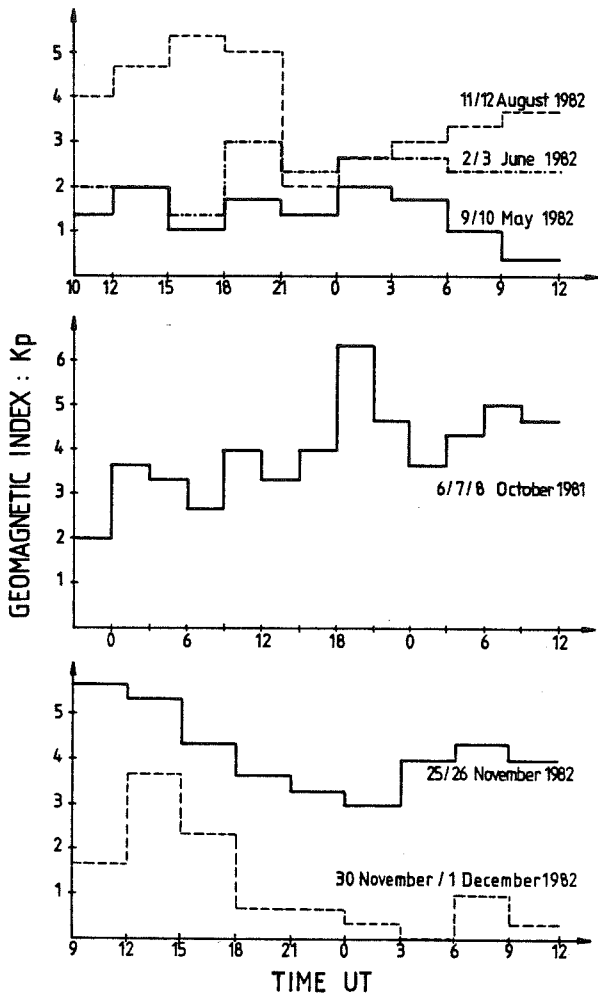 5
4
3
2
1
11/12 August 1982
2/3 June 1982
9/10 May 1982
10 12 15 18 21 0 3 6 9 12
GEOMAGNETIC INDEX : Kp
6
5
4
3
2
1
6/7/8 October 1981
0 6 12 18 0 6 12
5
4
3
2
1
25/26 November 1982
30 November / 1 December 1982
9 12 15 18 21 0 3 6 9 12
TIME UT